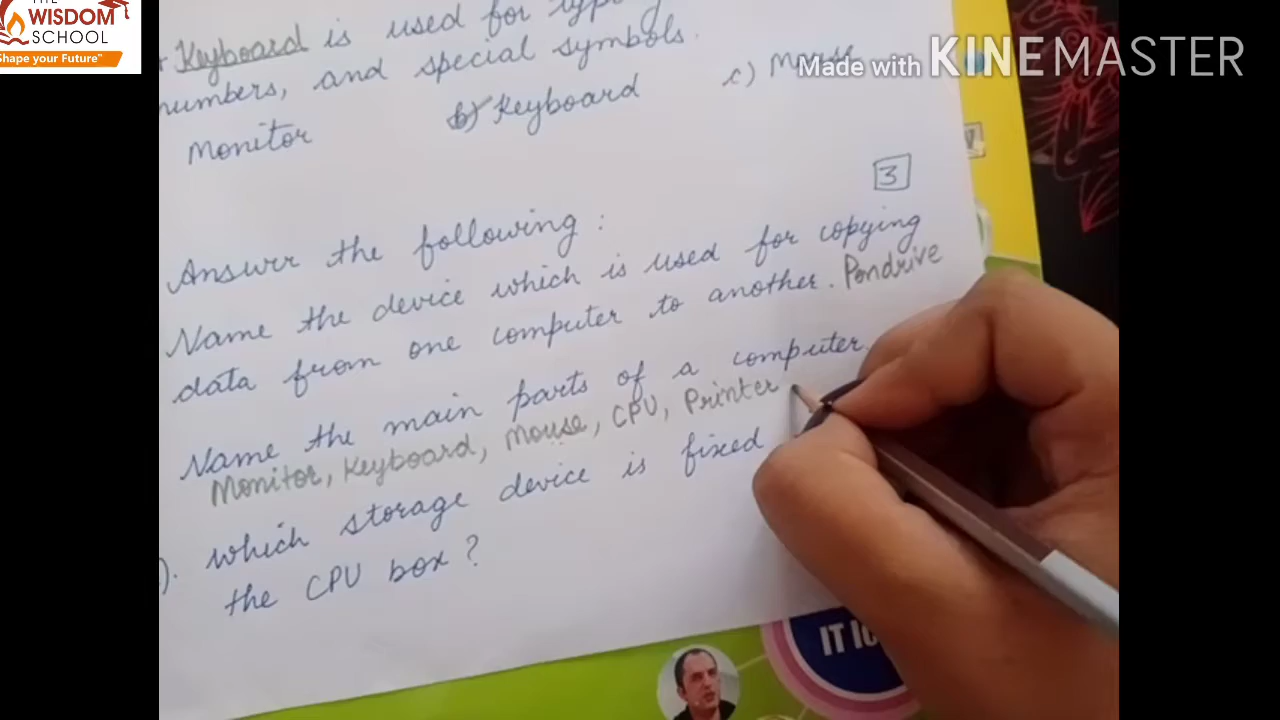 THE
WISDOM
SCHOOL
Shape your Future"
Made with KINEMASTER
Keyboard is used for typing
numbers, and special symbols.
Monitor b) Keyboard c) Mouse
3
Answer the following :
Name the device which is used for copying
data from one computer to another. Pendrive
Name the main parts of a computer.
Monitor, Keyboard, Mouse, CPU, Printer
). which storage device is fixed
the CPU box ?
IT